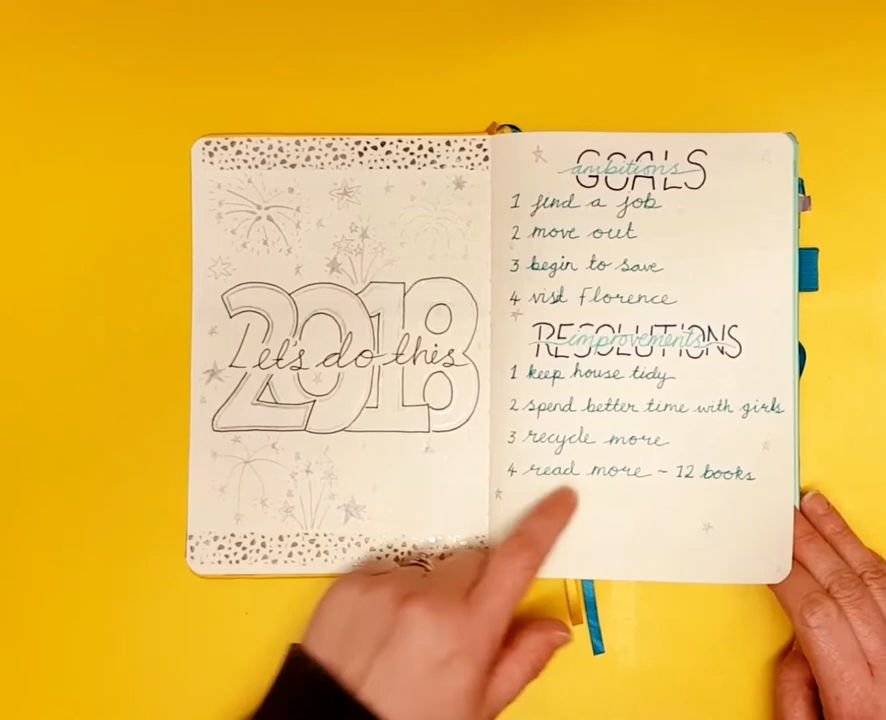 2018
Let's do this
GOALS
ambitions
1 find a job
2 move out
3 begin to save
4 visit Florence
RESOLUTIONS
improvements
1 keep house tidy
2 spend better time with girls
3 recycle more
4 read more ~ 12 books